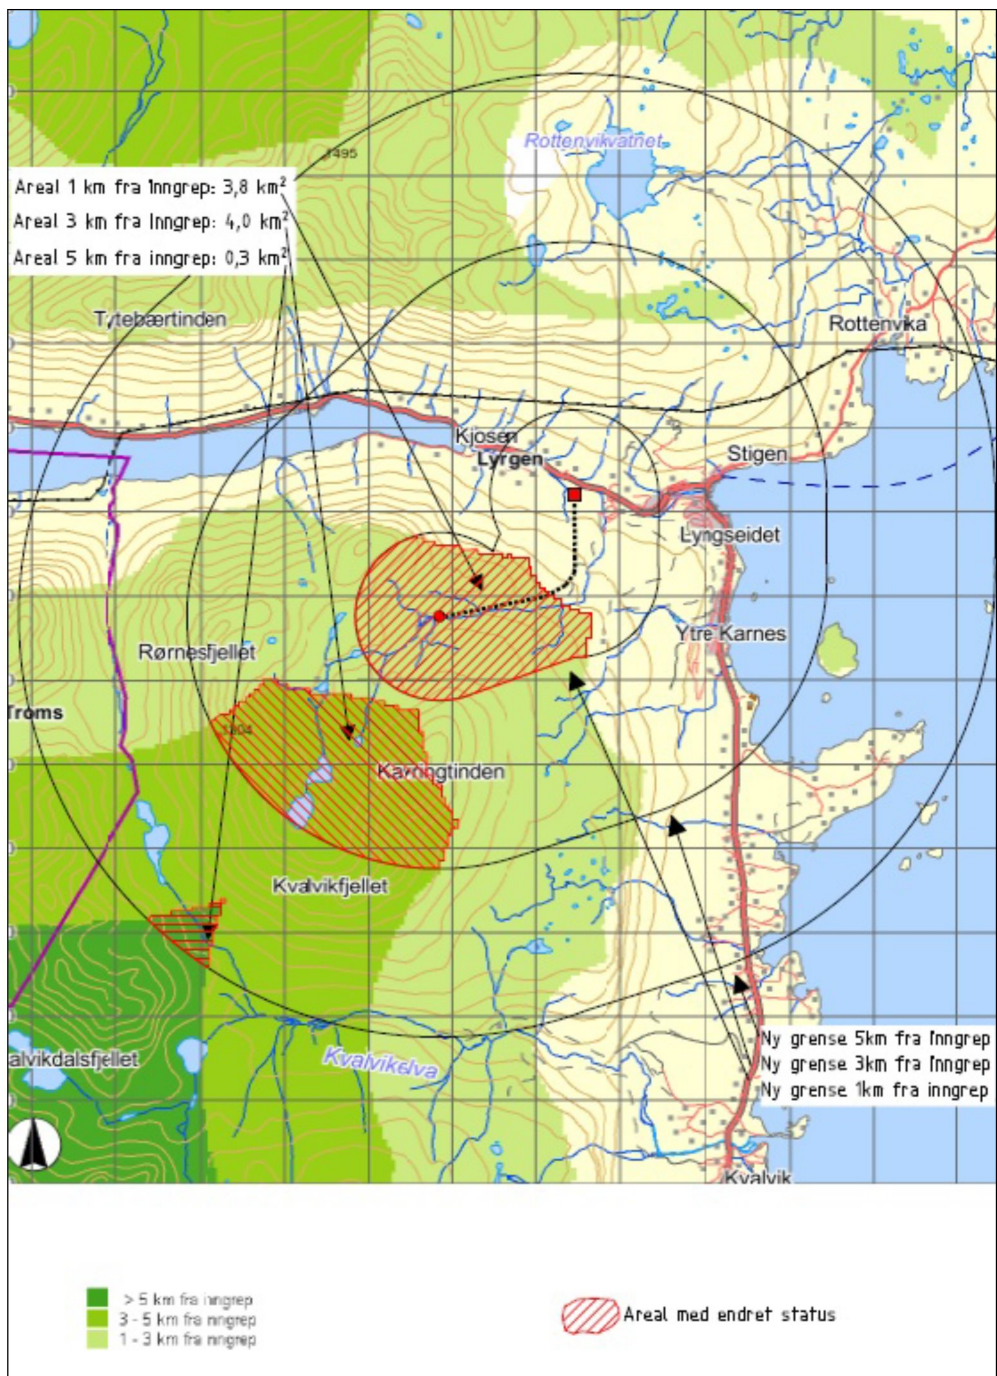 Rottenvikvatnet
1495
Areal 1 km fra inngrep: 3,8 km²
Areal 3 km fra inngrep: 4,0 km²
Areal 5 km fra inngrep: 0,3 km²
Tytebærtinden
Rottenvika
Kjosen
Lyngen
Stigen
Lyngseidet
Ytre Karnes
Rørnesfjellet
Troms
Karringtinden
Kvalvikfjellet
Ny grense 5km fra inngrep
Ny grense 3km fra inngrep
Ny grense 1km fra inngrep
Kvalvikelva
alvikdalsfjellet
Kvalvik
> 5 km fra inngrep
3 - 5 km fra inngrep
1 - 3 km fra inngrep
Areal med endret status